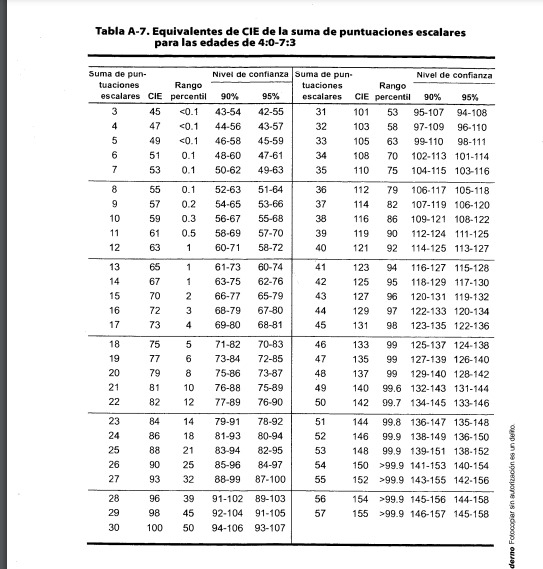 Tabla A-7. Equivalentes de CIE de la suma de puntuaciones escalares
para las edades de 4:0-7:3
Suma de pun- Nivel de confianza Suma de pun- Nivel de confianza
tuaciones Rango tuaciones Rango
escalares CIE percentil 90% 95% escalares CIE percentil 90% 95%
3 45 <0.1 43-54 42-55 31 101 53 95-107 94-108
4 47 <0.1 44-56 43-57 32 103 58 97-109 96-110
5 49 <0.1 46-58 45-59 33 105 63 99-110 98-111
6 51 0.1 48-60 47-61 34 108 70 102-113 101-114
7 53 0.1 50-62 49-63 35 110 75 104-115 103-116
8 55 0.1 52-63 51-64 36 112 79 106-117 105-118
9 57 0.2 54-65 53-66 37 114 82 107-119 106-120
10 59 0.3 56-67 55-68 38 116 86 109-121 108-122
11 61 0.5 58-69 57-70 39 119 90 112-124 111-125
12 63 1 60-71 58-72 40 121 92 114-125 113-127
13 65 1 61-73 60-74 41 123 94 116-127 115-128
14 67 1 63-75 62-76 42 125 95 118-129 117-130
15 70 2 66-77 65-79 43 127 96 120-131 119-132
16 72 3 68-79 67-80 44 129 97 122-133 120-134
17 73 4 69-80 68-81 45 131 98 123-135 122-136
18 75 5 71-82 70-83 46 133 99 125-137 124-138
19 77 6 73-84 72-85 47 135 99 127-139 126-140
20 79 8 75-86 73-87 48 137 99 129-140 128-142
21 81 10 76-88 75-89 49 140 99.6 132-143 131-144
22 82 12 77-89 76-90 50 142 99.7 134-145 133-146
23 84 14 79-91 78-92 51 144 99.8 136-147 135-148
24 86 18 81-93 80-94 52 146 99.9 138-149 136-150
25 88 21 83-94 82-95 53 148 99.9 139-151 138-152
26 90 25 85-96 84-97 54 150 >99.9 141-153 140-154
27 93 32 88-99 87-100 55 152 >99.9 143-155 142-156
28 96 39 91-102 89-103 56 154 >99.9 145-156 144-158
29 98 45 92-104 91-105 57 155 >99.9 146-157 145-158
30 100 50 94-106 93-107
derno Fotocopiar sin autorización es un delito.